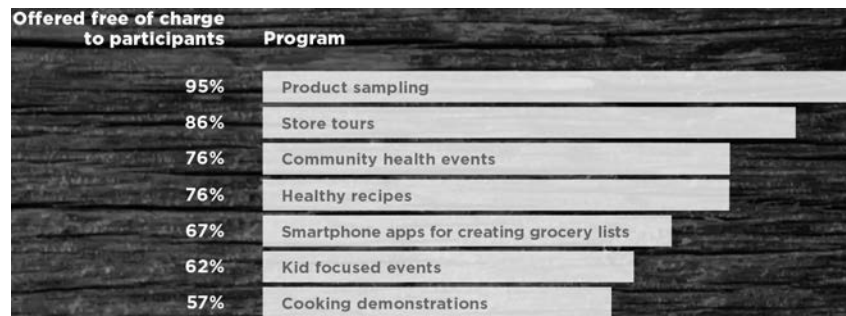 Offered free of charge
to participants Program
95% Product sampling
86% Store tours
76% Community health events
76% Healthy recipes
67% Smartphone apps for creating grocery lists
62% Kid focused events
57% Cooking demonstrations